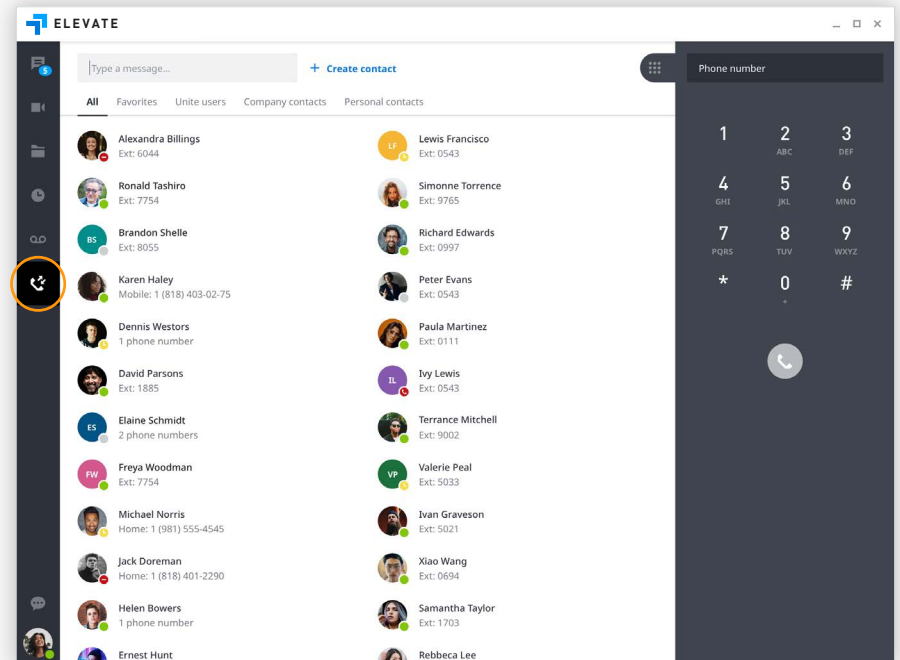 ELEVATE
5
Type a message...
+ Create contact
Phone number
All Favorites Unite users Company contacts Personal contacts
Alexandra Billings
Ext: 6044
LF
Lewis Francisco
Ext: 0543
Ronald Tashiro
Ext: 7754
Simonne Torrence
Ext: 9765
BS
Brandon Shelle
Ext: 8055
Richard Edwards
Ext: 0997
Karen Haley
Mobile: 1 (818) 403-02-75
Peter Evans
Ext: 0543
Dennis Westors
1 phone number
Paula Martinez
Ext: 0111
David Parsons
Ext: 1885
IL
Ivy Lewis
Ext: 0543
ES
Elaine Schmidt
2 phone numbers
Terrance Mitchell
Ext: 9002
FW
Freya Woodman
Ext: 7754
VP
Valerie Peal
Ext: 5033
Michael Norris
Home: 1 (981) 555-4545
Ivan Graveson
Ext: 5021
Jack Doreman
Home: 1 (818) 401-2290
Xiao Wang
Ext: 0694
Helen Bowers
1 phone number
Samantha Taylor
Ext: 1703
Ernest Hunt
Rebbeca Lee
1 2 3
ABC DEF
4 5 6
GHI JKL MNO
7 8 9
PQRS TUV WXYZ
* 0 #
+